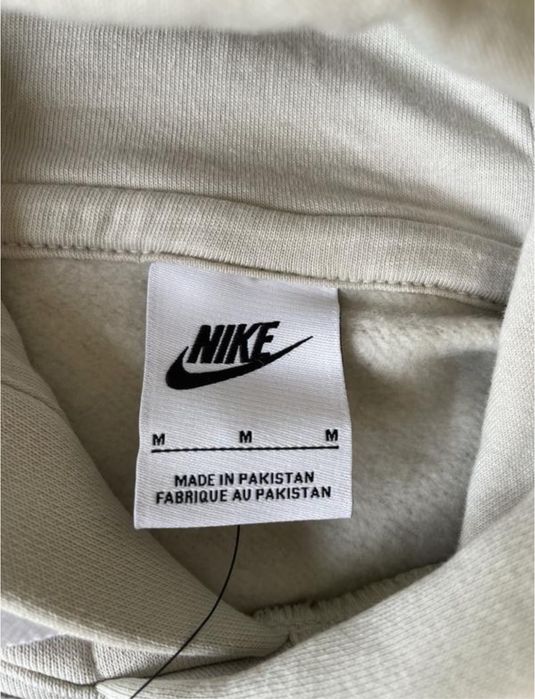 NIKE
M M M
MADE IN PAKISTAN
FABRIQUE AU PAKISTAN